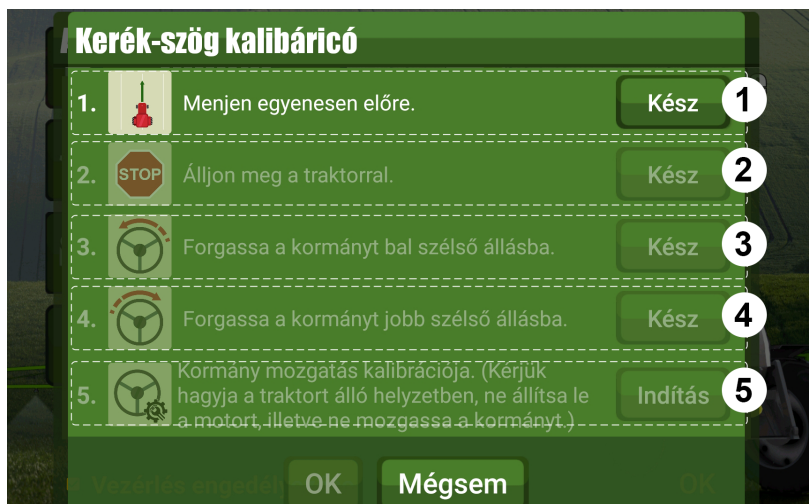 Kerék-szög kalibáricó
1. Menjen egyenesen előre. Kész 1
2. STOP Álljon meg a traktorral. Kész 2
3. Forgassa a kormányt bal szélső állásba. Kész 3
4. Forgassa a kormányt jobb szélső állásba. Kész 4
Kormány mozgatás kalibrációja. (Kérjük
5. hagyja a traktort álló helyzetben, ne állítsa le Indítás 5
a motort, illetve ne mozgassa a kormányt.)
Vezérlés engedél OK Mégsem OK